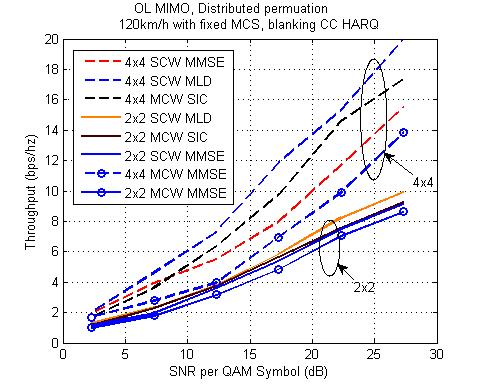 OL MIMO, Distributed permuation
120km/h with fixed MCS, blanking CC HARQ
20
18
16
14
12
10
8
6
4
2
0
Throughput (bps/hz)
4x4 SCW MMSE
4x4 SCW MLD
4x4 MCW SIC
2x2 SCW MLD
2x2 MCW SIC
2x2 SCW MMSE
4x4 MCW MMSE
2x2 MCW MMSE
4x4
2x2
0 5 10 15 20 25 30
SNR per QAM Symbol (dB)